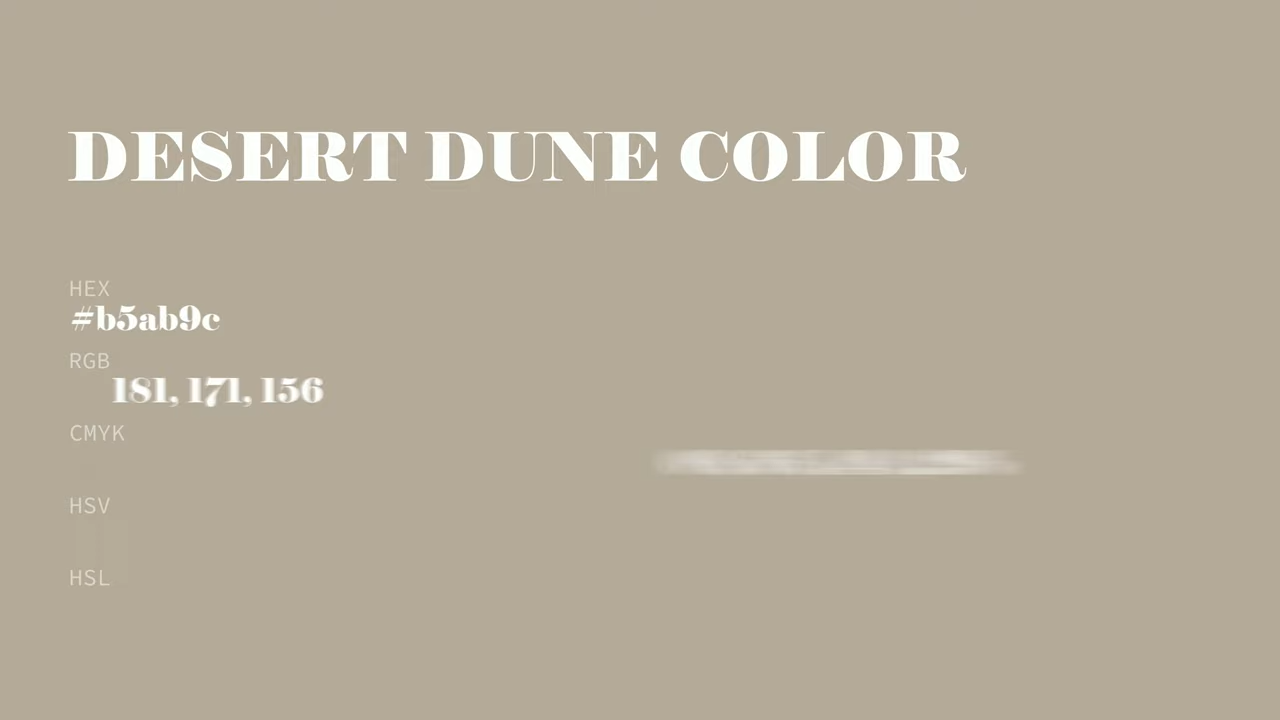 DESERT DUNE COLOR
HEX
#b5ab9c
RGB
181, 171, 156
CMYK
HSV
HSL